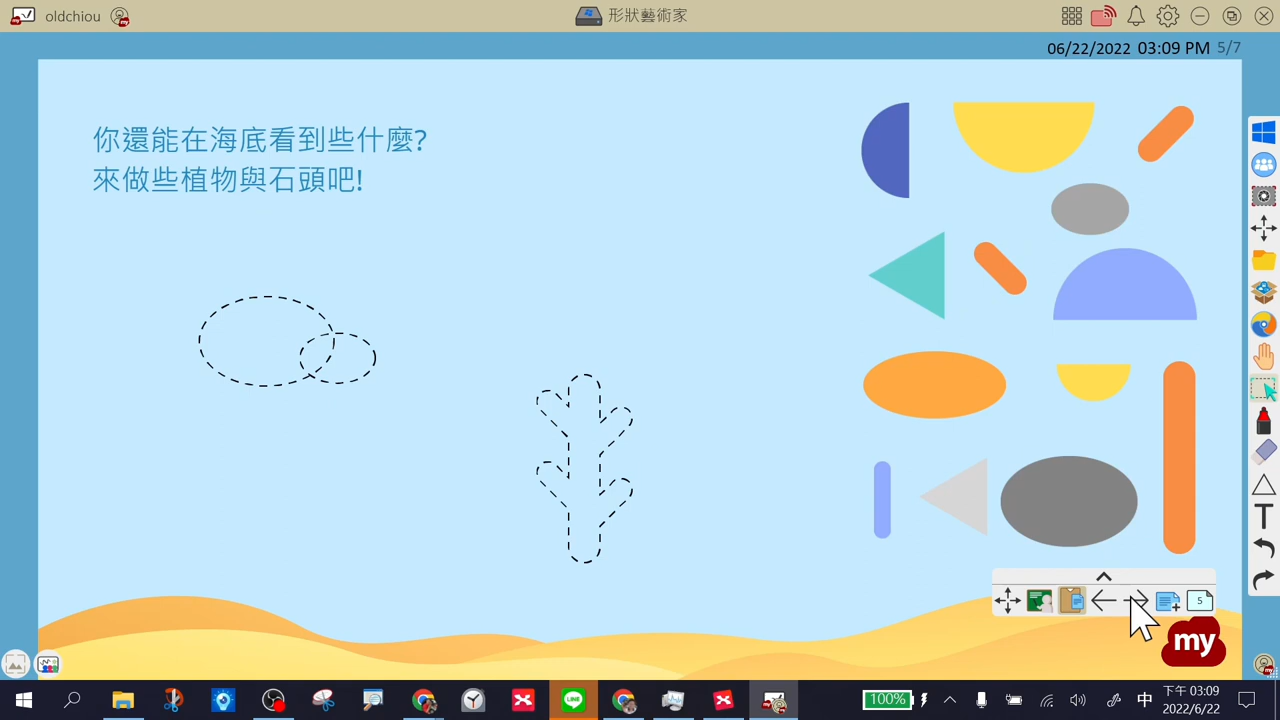 oldchiou
形狀藝術家
06/22/2022 03:09 PM 5/7
你還能在海底看到些什麼?
來做些植物與石頭吧!
5
my
100%
中
下午 03:09
2022/6/22